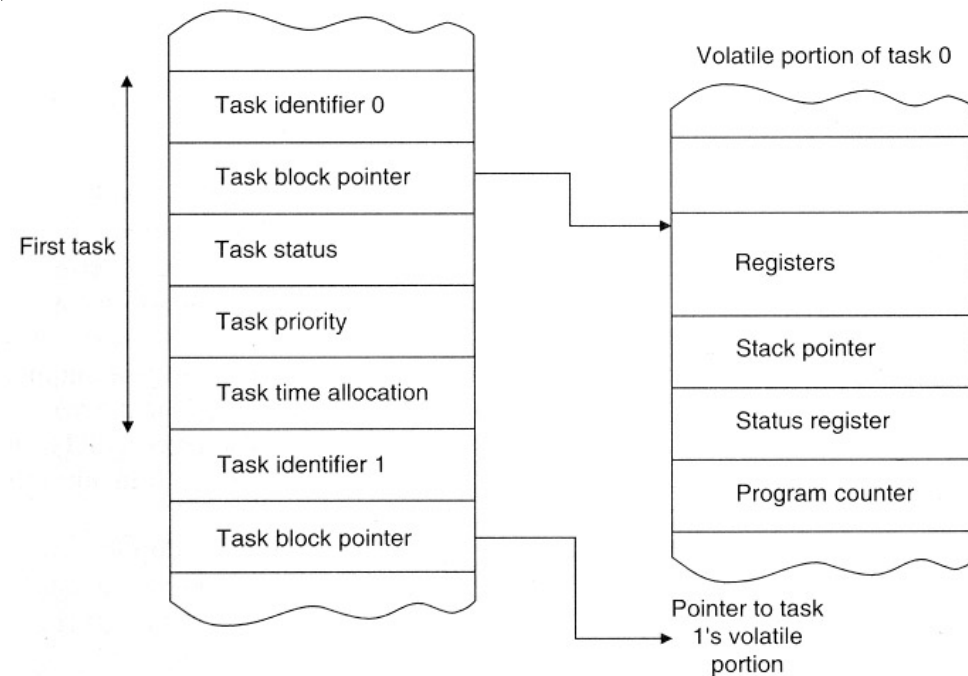 Volatile portion of task 0
Task identifier 0
Task block pointer
First task
Task status
Task priority
Task time allocation
Task identifier 1
Task block pointer
Registers
Stack pointer
Status register
Program counter
Pointer to task
1's volatile
portion